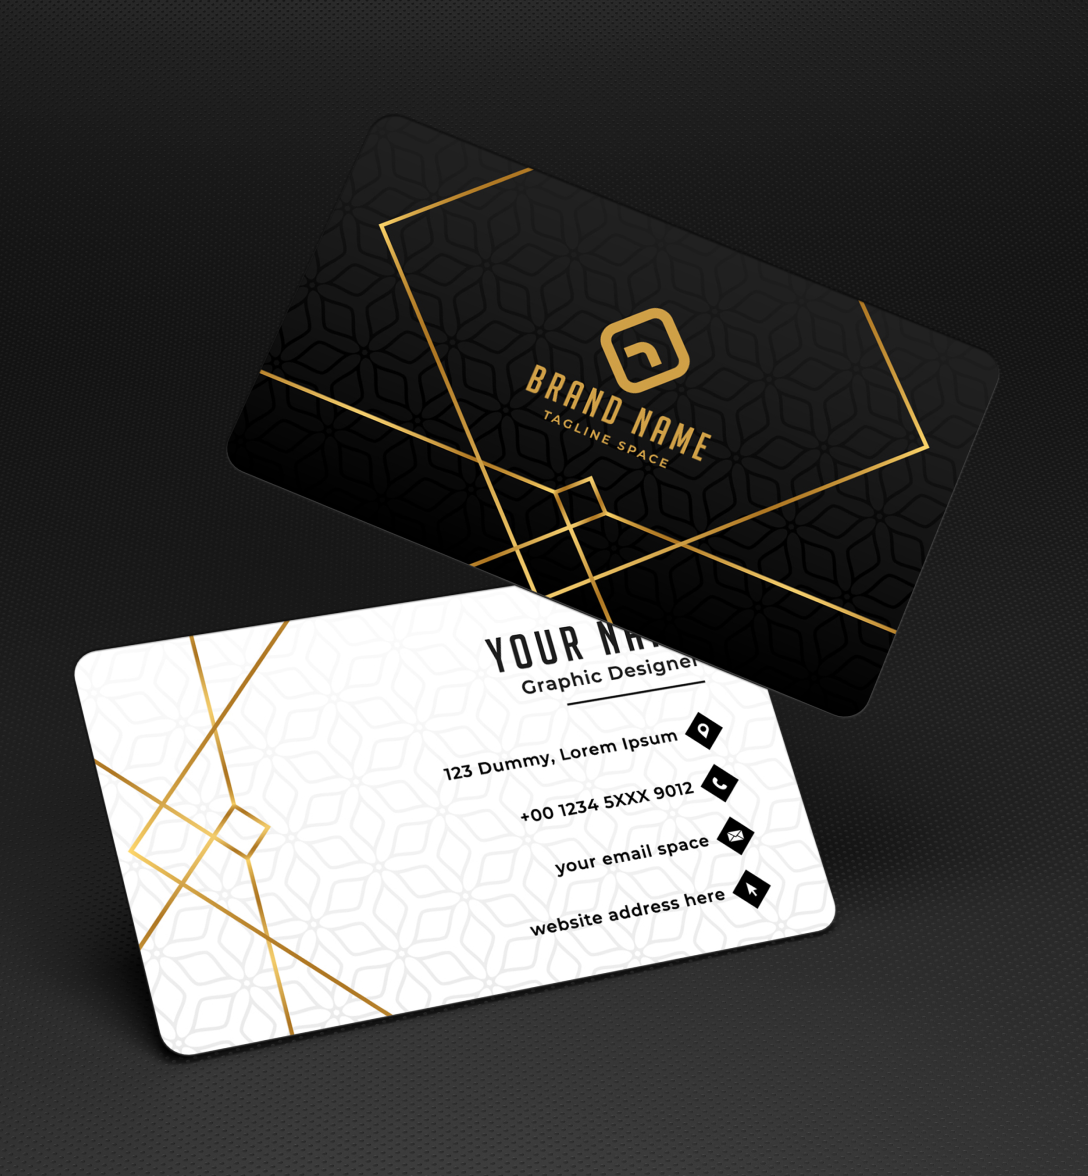 BRAND NAME
TAGLINE SPACE
YOUR
Graphic Designer
123 Dummy, Lorem Ipsum
+00 1234 5XXX 9012
your email space
website address here